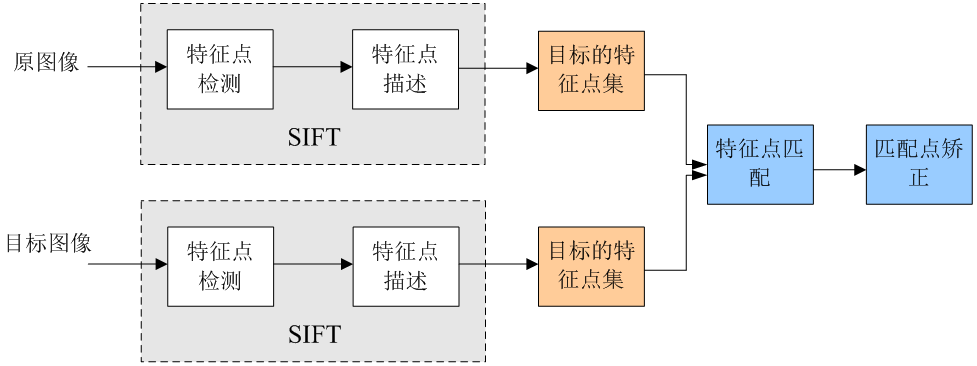 原图像
特征点
检测
特征点
描述
SIFT
目标的特
征点集
特征点匹
配
匹配点矫
正
目标图像
特征点
检测
特征点
描述
SIFT
目标的特
征点集